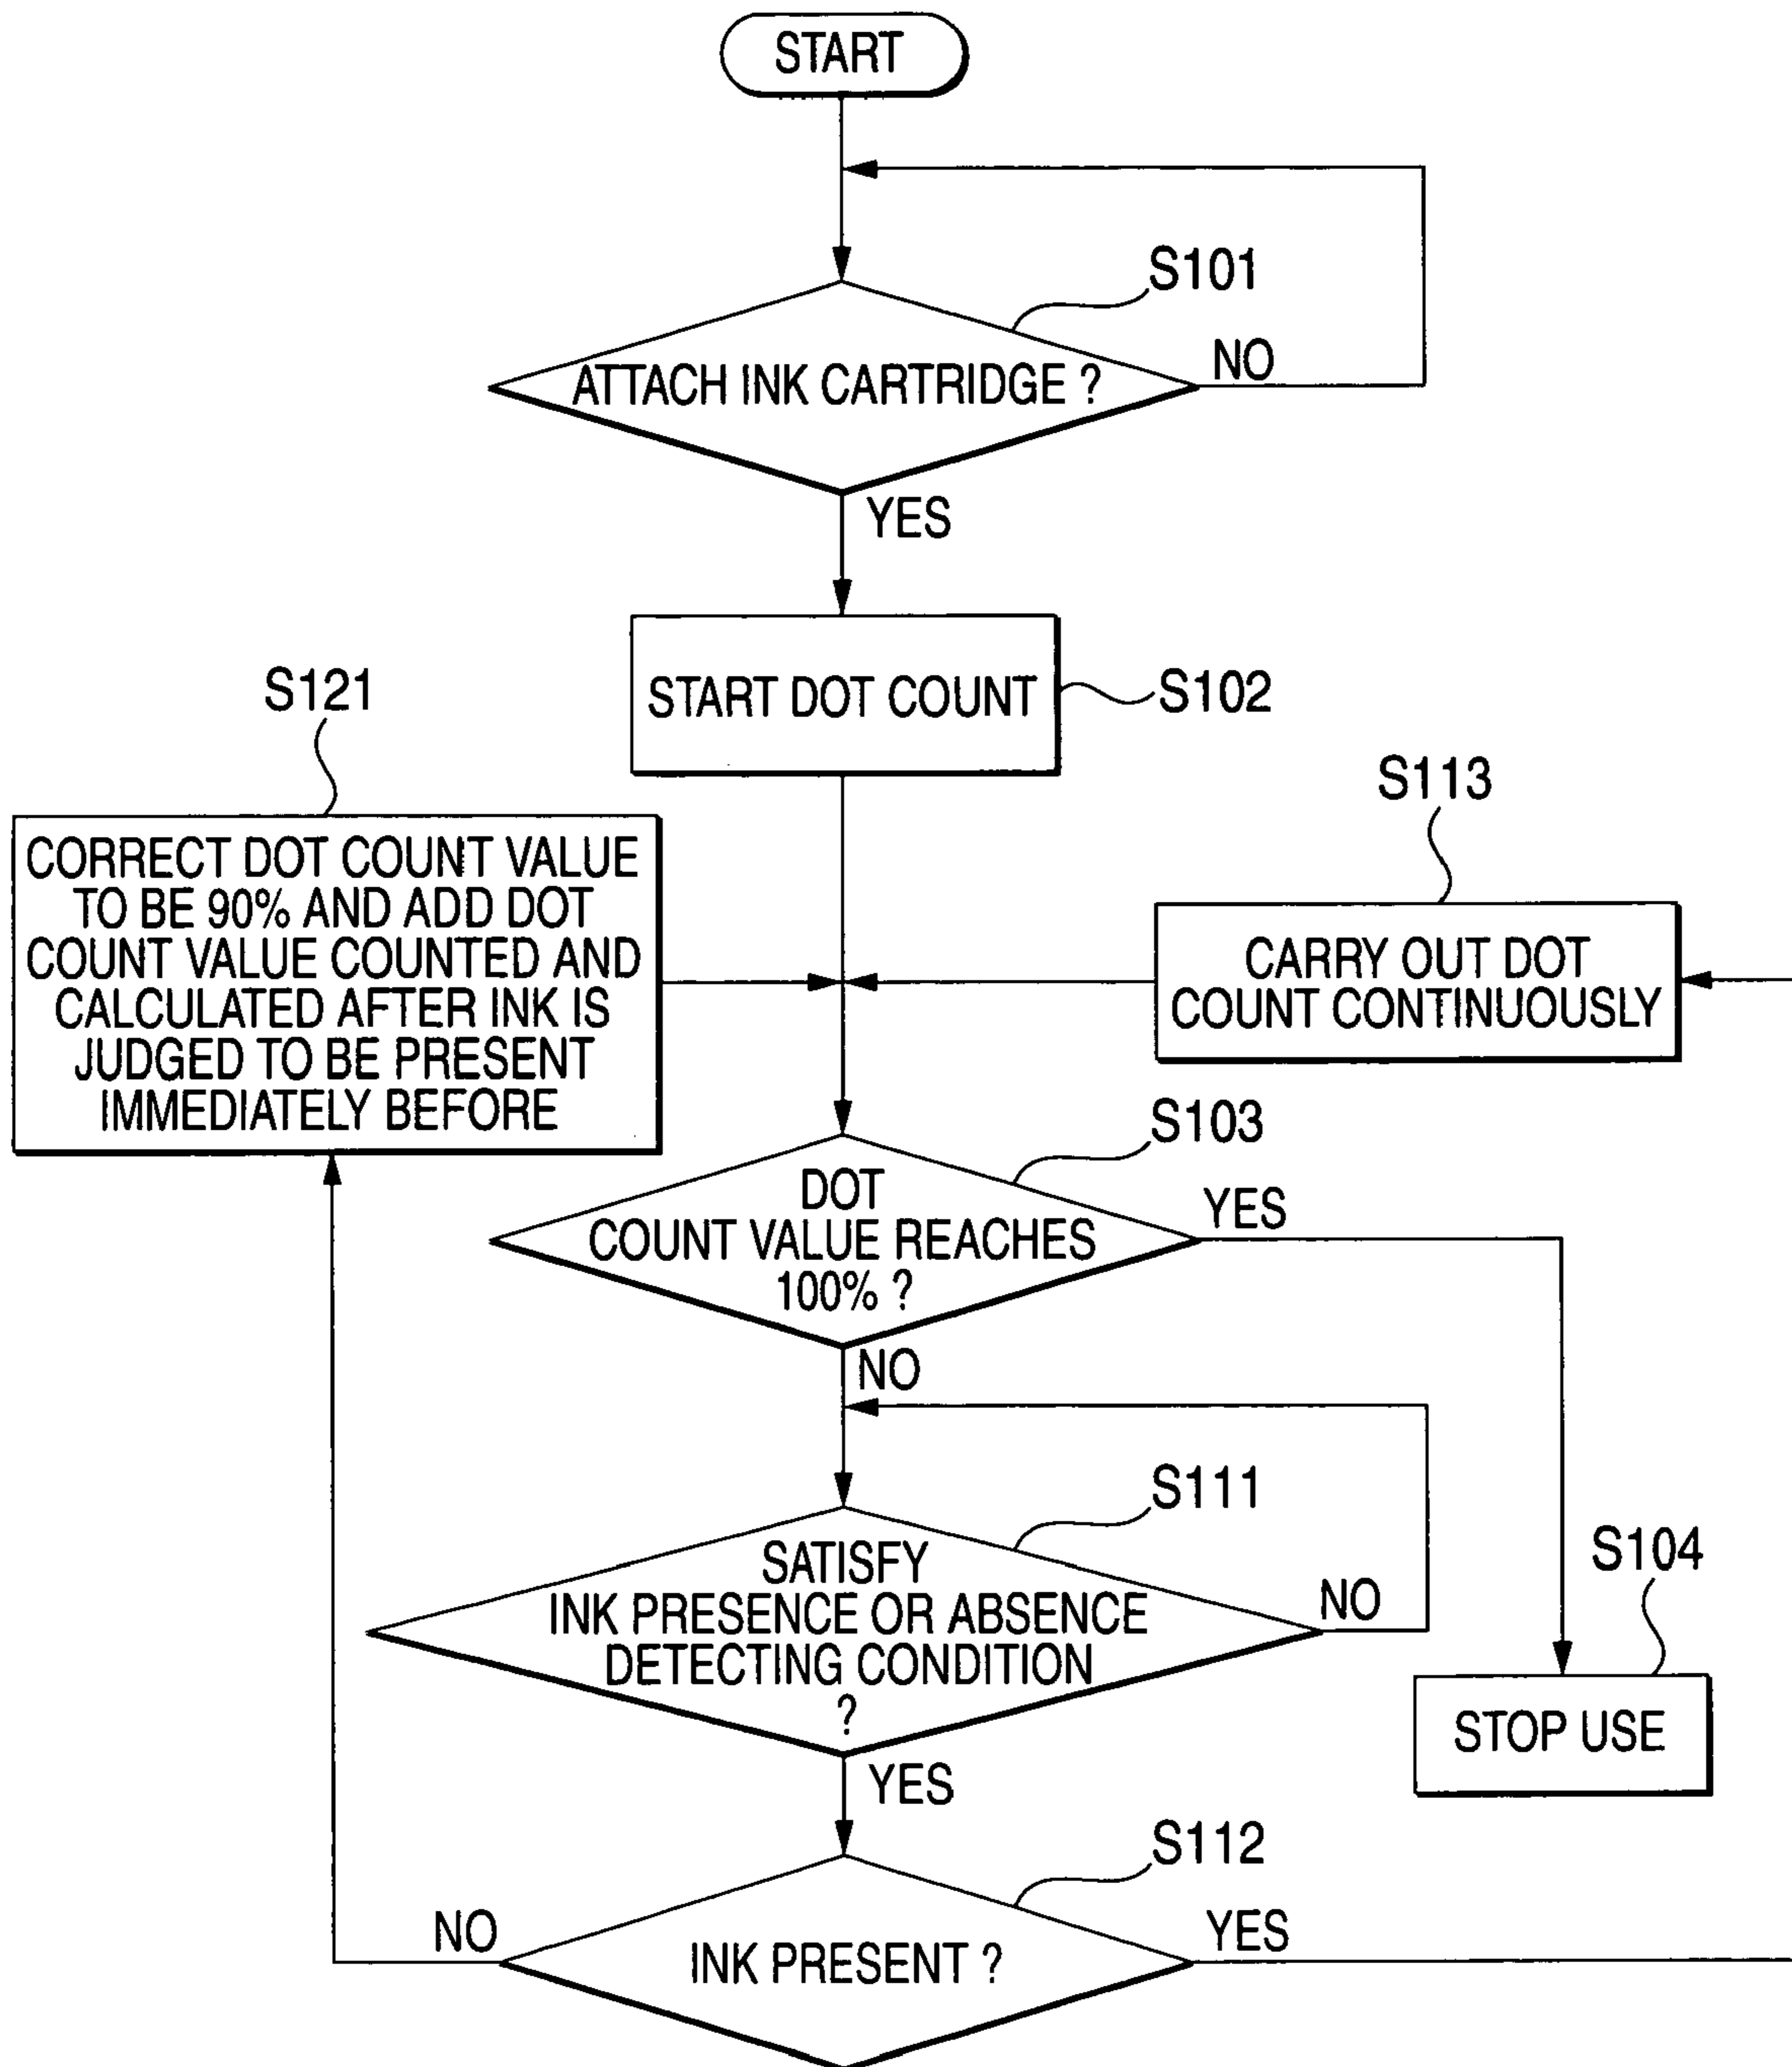 START
S101
ATTACH INK CARTRIDGE ?
NO
YES
S121
START DOT COUNT
S102
S113
CORRECT DOT COUNT VALUE
TO BE 90% AND ADD DOT
COUNT VALUE COUNTED AND
CALCULATED AFTER INK IS
JUDGED TO BE PRESENT
IMMEDIATELY BEFORE
CARRY OUT DOT
COUNT CONTINUOUSLY
S103
DOT
COUNT VALUE REACHES
100% ?
YES
NO
S111
SATISFY
INK PRESENCE OR ABSENCE
DETECTING CONDITION
?
NO
S104
STOP USE
YES
S112
NO
INK PRESENT ?
YES